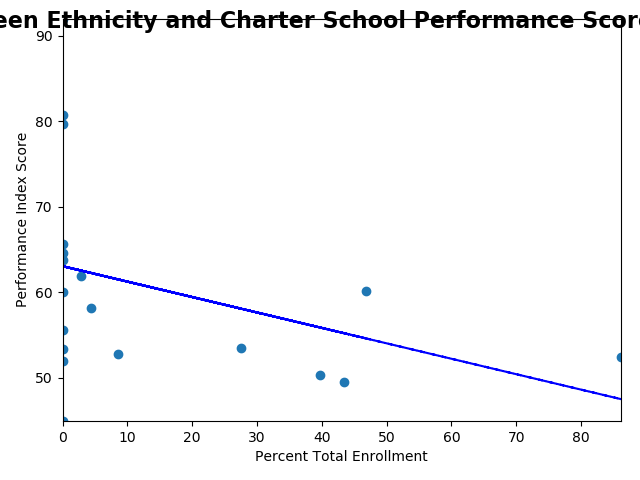 een Ethnicity and Charter School Performance Scor
90
80
70
60
50
Performance Index Score
0 10 20 30 40 50 60 70 80
Percent Total Enrollment